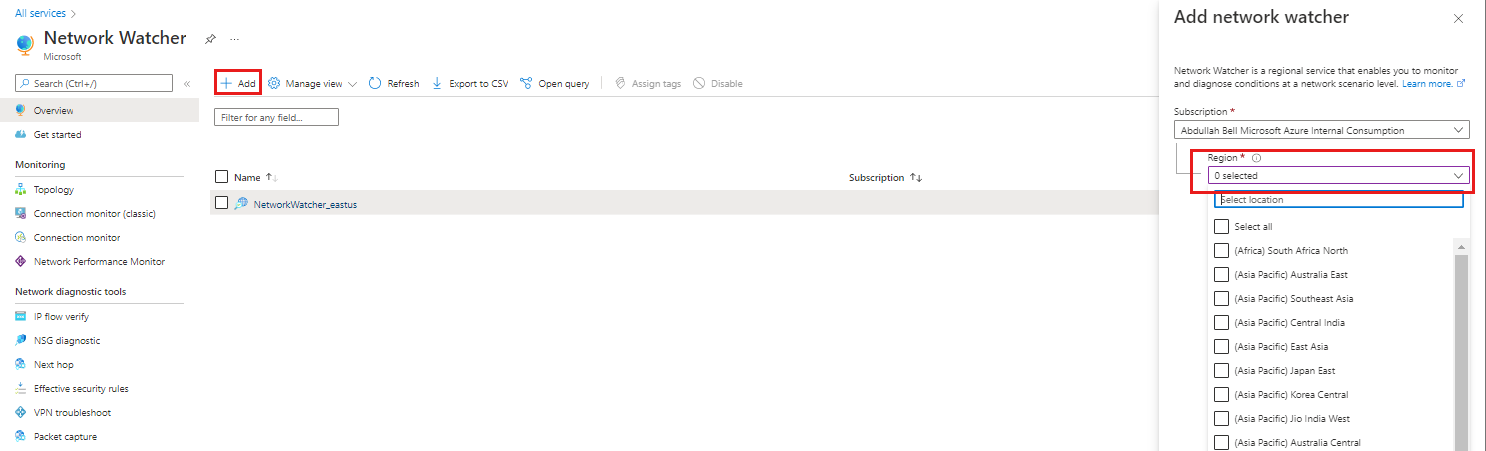 All services
Network Watcher
...
Microsoft
Search (Ctrl+/)
«
Overview
Get started
Monitoring
Topology
Connection monitor (classic)
Connection monitor
Network Performance Monitor
Network diagnostic tools
IP flow verify
NSG diagnostic
Next hop
Effective security rules
VPN troubleshoot
Packet capture
+ Add Manage view Refresh Export to CSV Open query Assign tags Disable
Filter for any field...
Name ↑↓ Subscription ↑↓
NetworkWatcher_eastus
Add network watcher
Network Watcher is a regional service that enables you to monitor
and diagnose conditions at a network scenario level. Learn more.
Subscription *
Abdullah Bell Microsoft Azure Internal Consumption
Region *
0 selected
Select location
Select all
(Africa) South Africa North
(Asia Pacific) Australia East
(Asia Pacific) Southeast Asia
(Asia Pacific) Central India
(Asia Pacific) East Asia
(Asia Pacific) Japan East
(Asia Pacific) Korea Central
(Asia Pacific) Jio India West
(Asia Pacific) Australia Central